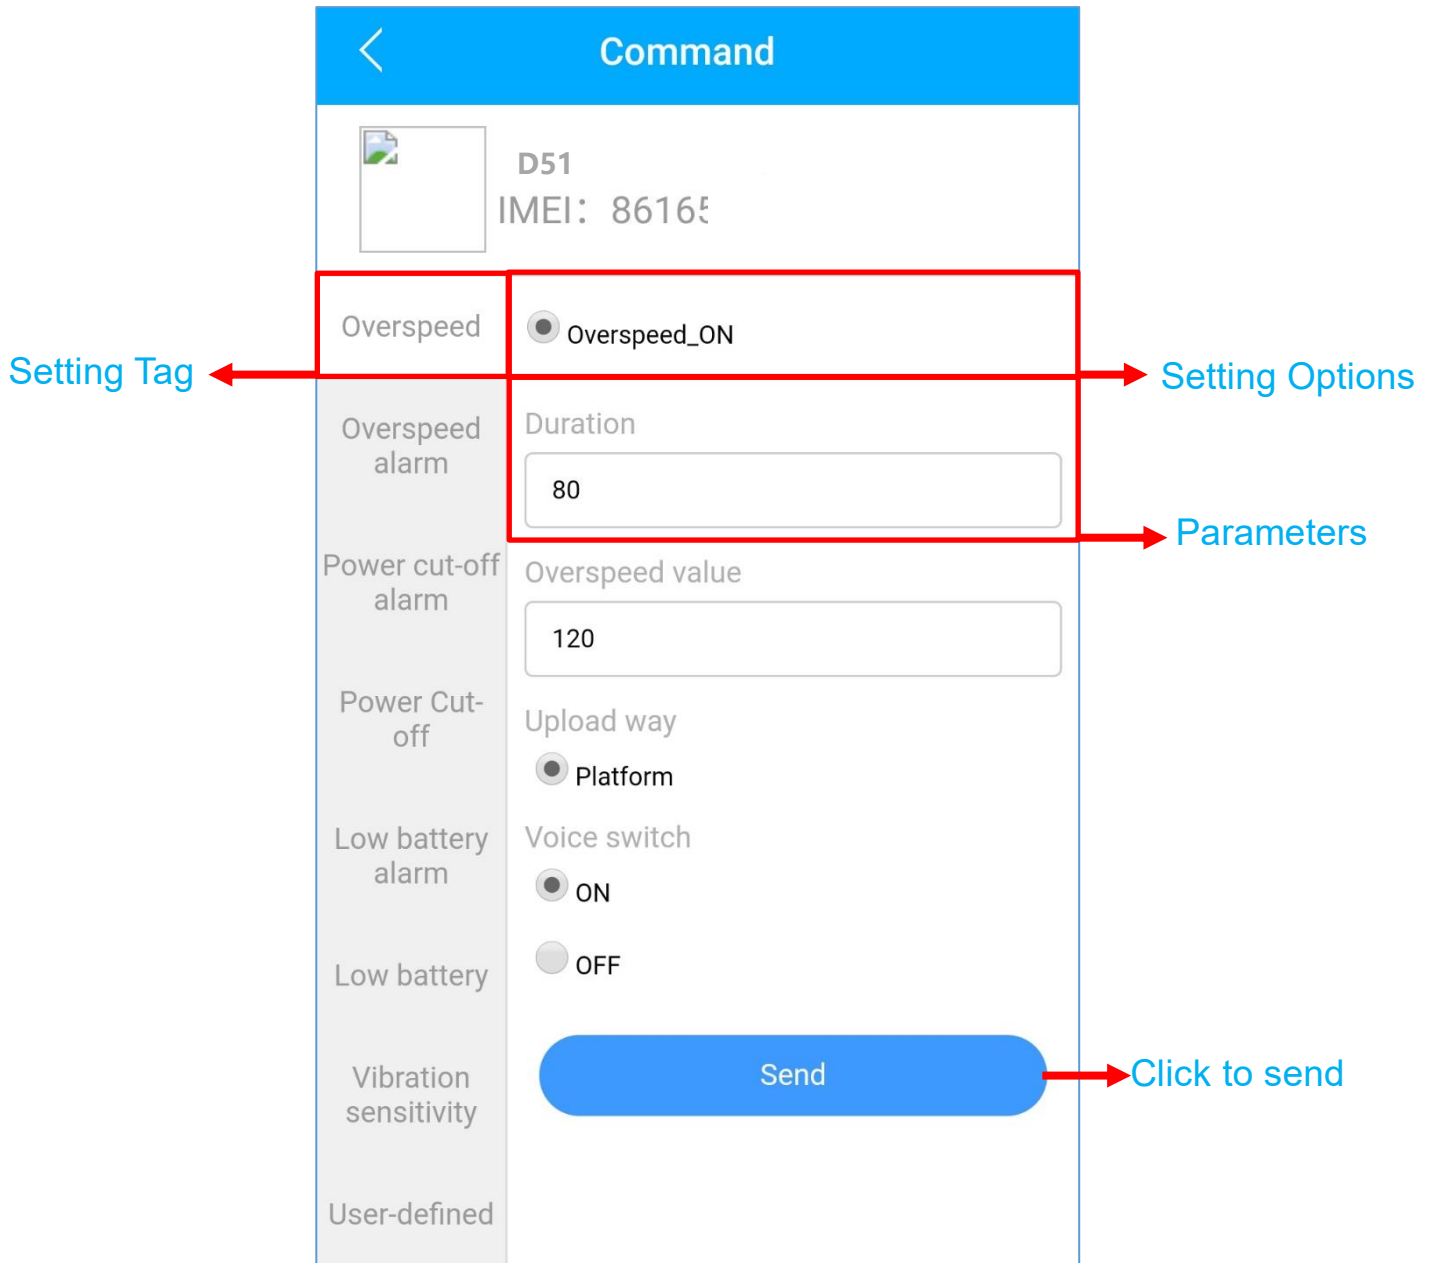 Command
D51
IMEI： 8616
Overspeed
Overspeed_ON
Setting Tag
Setting Options
Overspeed
alarm
Duration
80
Parameters
Power cut-off
alarm
Overspeed value
120
Power Cut-
off
Upload way
Platform
Low battery
alarm
Voice switch
ON
OFF
Low battery
Send
Click to send
Vibration
sensitivity
User-defined